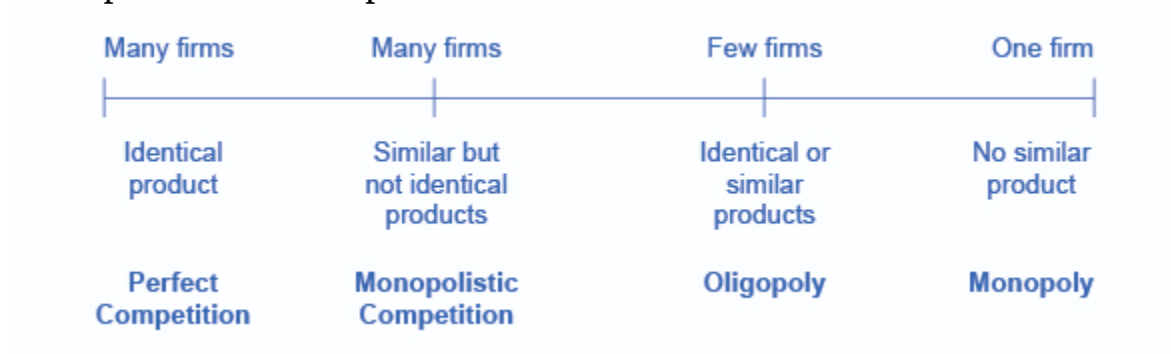 Many firms
Many firms
Few firms
One firm
Identical
product
Similar but
not identical
products
Identical or
similar
products
No similar
product
Perfect
Competition
Monopolistic
Competition
Oligopoly
Monopoly